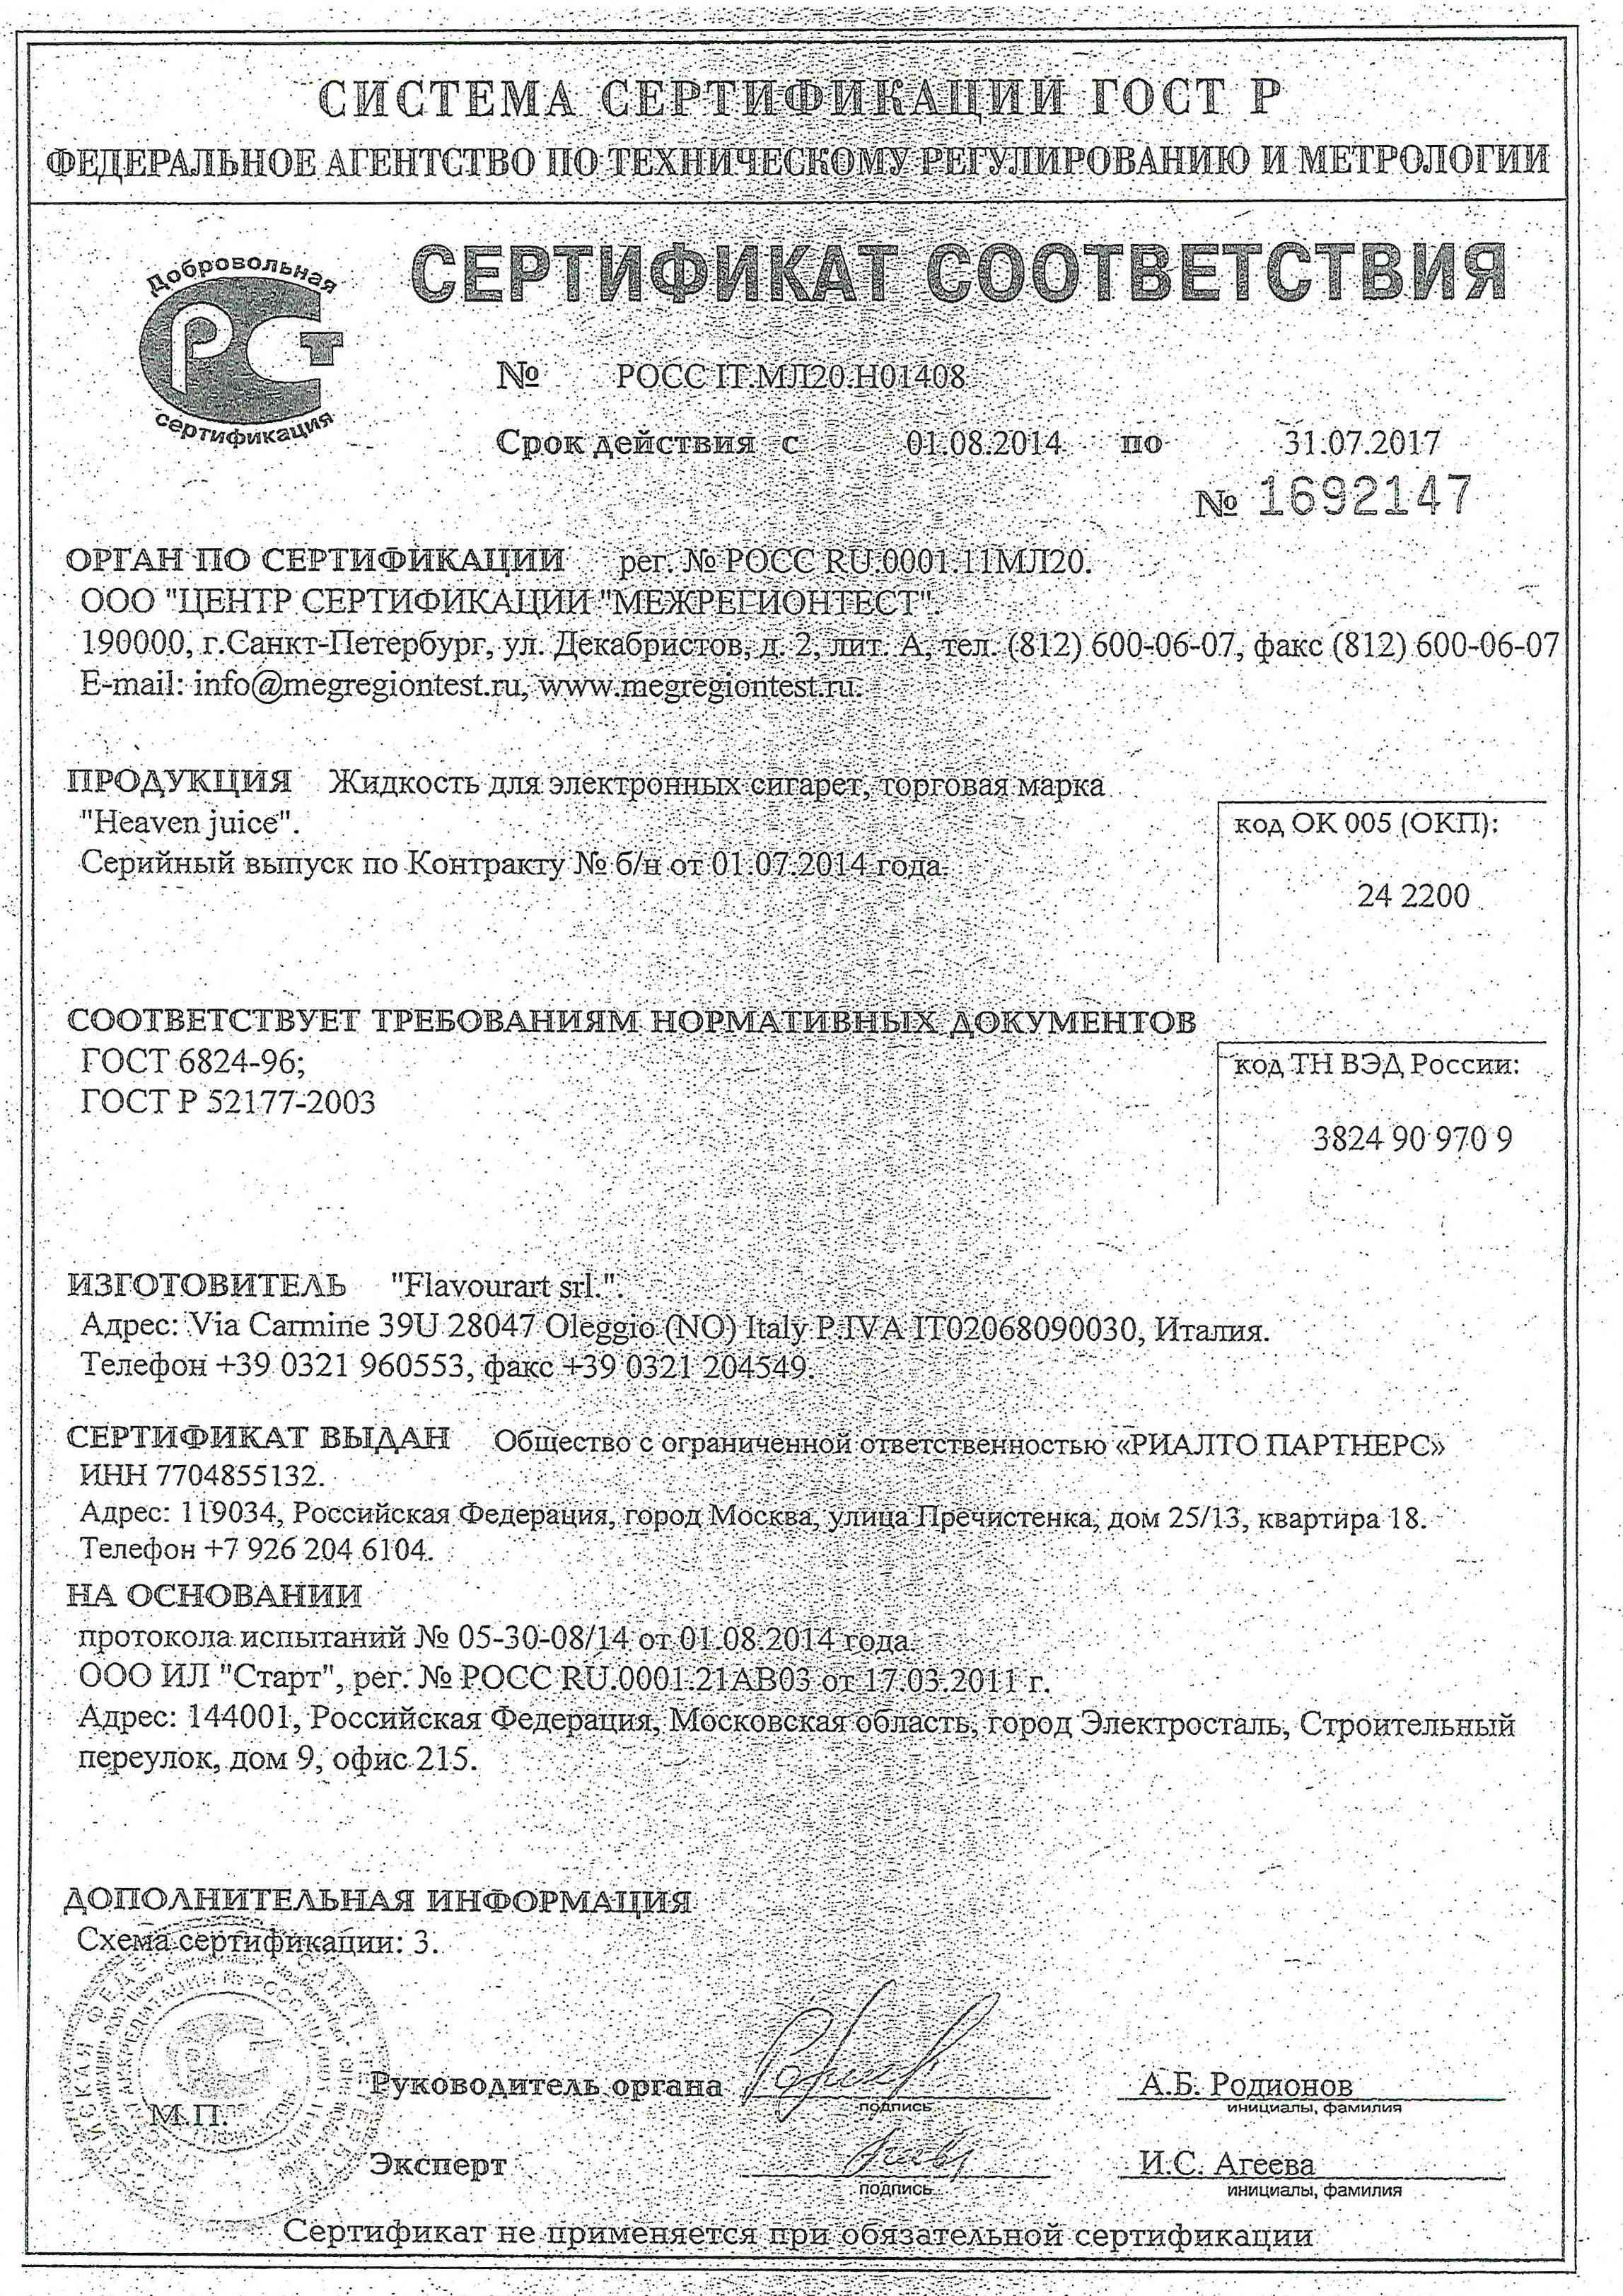 СИСТЕМА СЕРТИФИКАЦИИ ГОСТ Р
ФЕДЕРАЛЬНОЕ АГЕНТСТВО ПО ТЕХНИЧЕСКОМУ РЕГУЛИРОВАНИЮ И МЕТРОЛОГИИ
Добровольная
РСТ
сертификация
СЕРТИФИКАТ СООТВЕТСТВИЯ
№ РОСС IT.МЛ20.Н01408
Срок действия с 01.08.2014 по 31.07.2017
№ 1692147
ОРГАН ПО СЕРТИФИКАЦИИ рег. № РОСС RU.0001.11МЛ20.
ООО "ЦЕНТР СЕРТИФИКАЦИИ "МЕЖРЕГИОНТЕСТ".
190000, г.Санкт-Петербург, ул. Декабристов, д. 2, лит. А, тел. (812) 600-06-07, факс (812) 600-06-07
E-mail: info@megregiontest.ru, www.megregiontest.ru.
ПРОДУКЦИЯ Жидкость для электронных сигарет, торговая марка
"Heaven juice".
Серийный выпуск по Контракту № б/н от 01.07.2014 года.
код ОК 005 (ОКП):
24 2200
СООТВЕТСТВУЕТ ТРЕБОВАНИЯМ НОРМАТИВНЫХ ДОКУМЕНТОВ
ГОСТ 6824-96;
ГОСТ Р 52177-2003
код ТН ВЭД России:
3824 90 970 9
ИЗГОТОВИТЕЛЬ "Flavourart srl.".
Адрес: Via Carmine 39U 28047 Oleggio (NO) Italy P.IVA IT02068090030, Италия.
Телефон +39 0321 960553, факс +39 0321 204549.
СЕРТИФИКАТ ВЫДАН Общество с ограниченной ответственностью «РИАЛТО ПАРТНЕРС»
ИНН 7704855132.
Адрес: 119034, Российская Федерация, город Москва, улица Пречистенка, дом 25/13, квартира 18.
Телефон +7 926 204 6104.
НА ОСНОВАНИИ
протокола испытаний № 05-30-08/14 от 01.08.2014 года.
ООО ИЛ "Старт", рег. № РОСС RU.0001.21АВ03 от 17.03.2011 г.
Адрес: 144001, Российская Федерация, Московская область, город Электросталь, Строительный
переулок, дом 9, офис 215.
ДОПОЛНИТЕЛЬНАЯ ИНФОРМАЦИЯ
Схема сертификации: 3.
М.П.
Руководитель органа
подпись
А.Б. Родионов
инициалы, фамилия
Эксперт
подпись
И.С. Агеева
инициалы, фамилия
Сертификат не применяется при обязательной сертификации